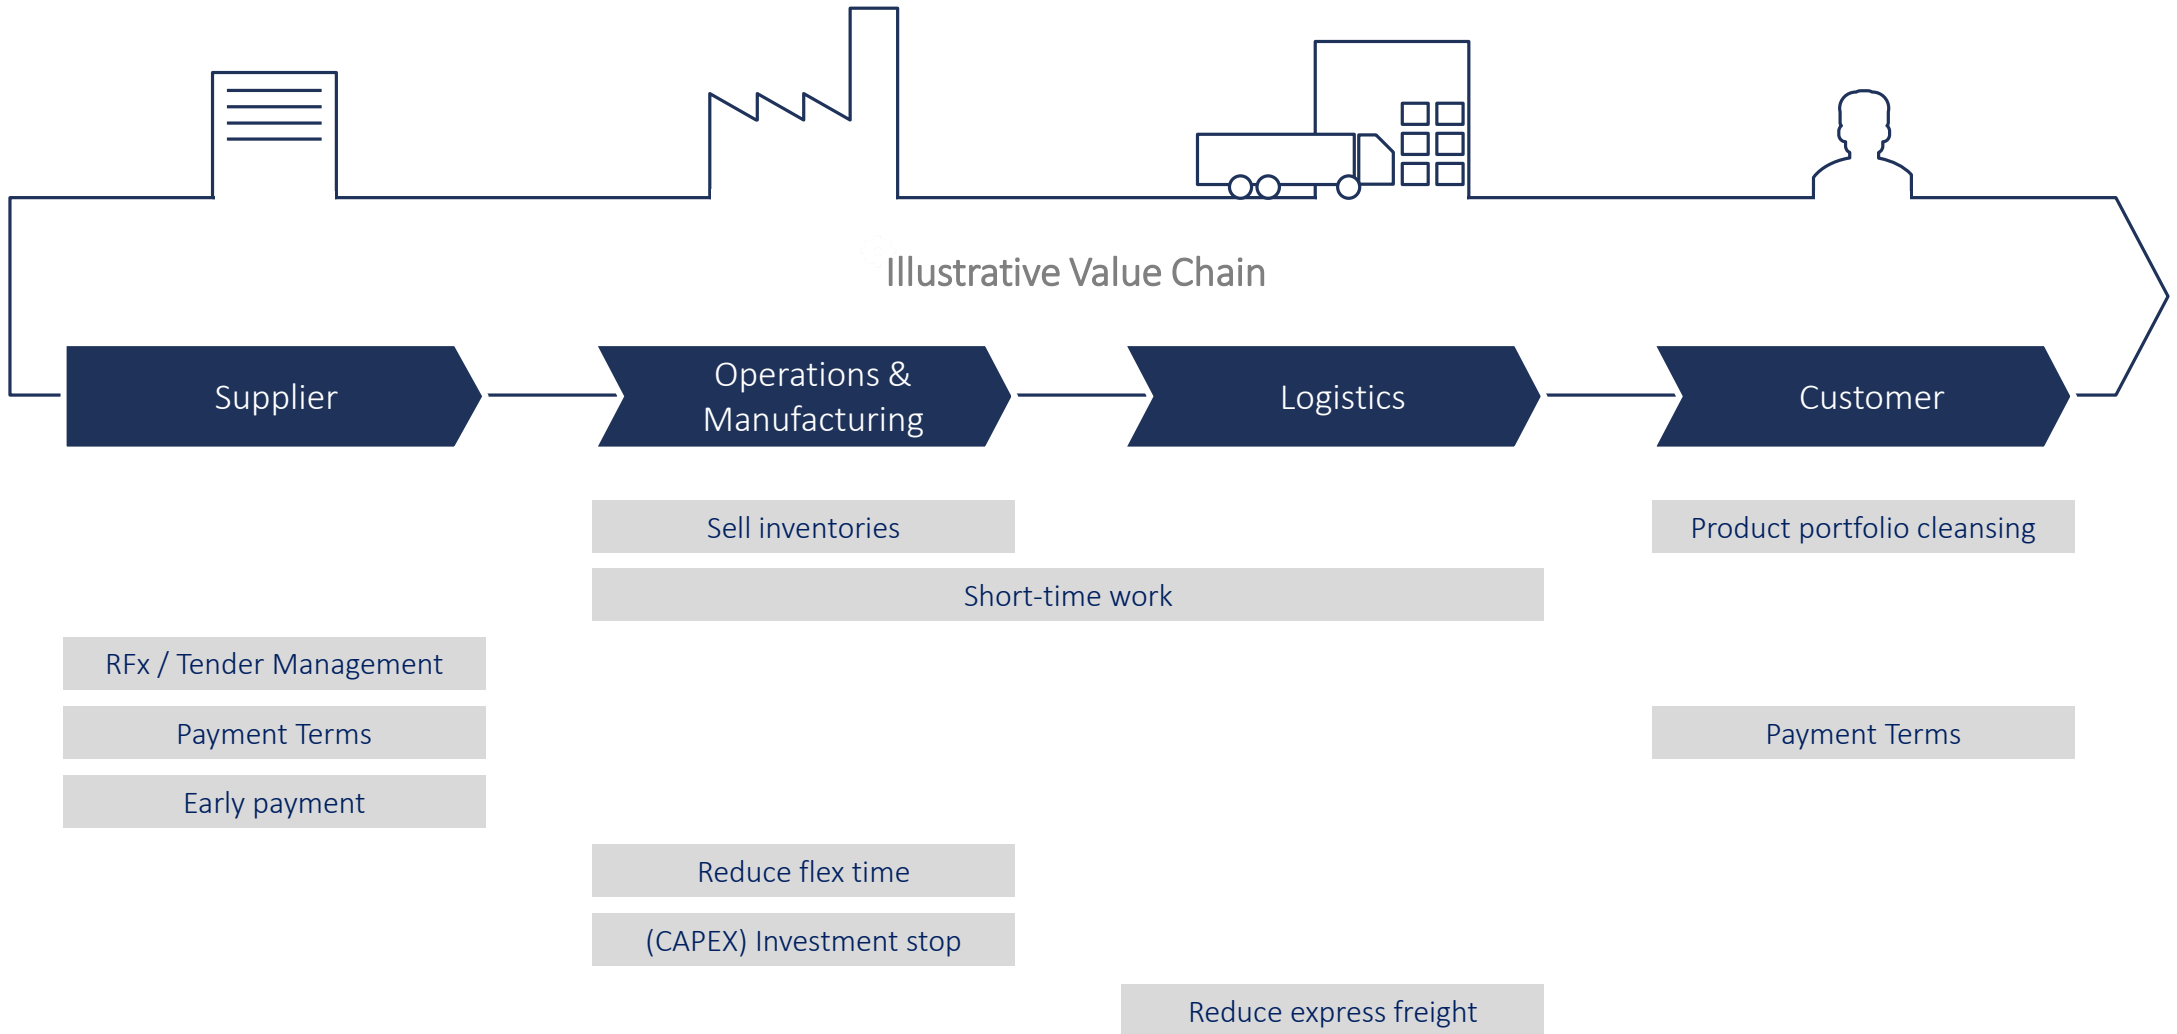 Illustrative Value Chain
Supplier
Operations &
Manufacturing
Logistics
Customer
Sell inventories
Product portfolio cleansing
Short-time work
RFx / Tender Management
Payment Terms
Payment Terms
Early payment
Reduce flex time
(CAPEX) Investment stop
Reduce express freight